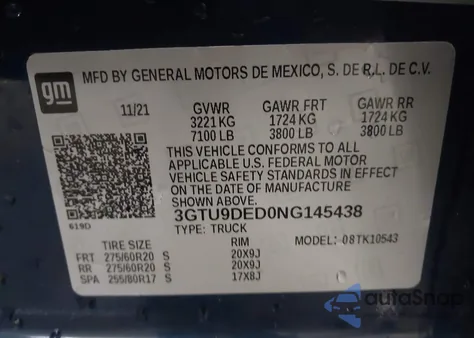 gm
MFD BY GENERAL MOTORS DE MEXICO, S. DE R.L. DE C.V.
11/21 GVWR GAWR FRT GAWR RR
3221 KG 1724 KG 1724 KG
7100 LB 3800 LB 3800 LB
THIS VEHICLE CONFORMS TO ALL
APPLICABLE U.S. FEDERAL MOTOR
VEHICLE SAFETY STANDARDS IN
EFFECT ON THE DATE OF
MANUFACTURE SHOWN ABOVE.
3GTU9DED0NG145438
619D TYPE: TRUCK
TIRE SIZE RIM MODEL - 08TK10543
FRT 275/60R20 S 20X9J
RR 275/60R20 S 20X9J
SPA 255/80R17 S 17X8J
autoSnap